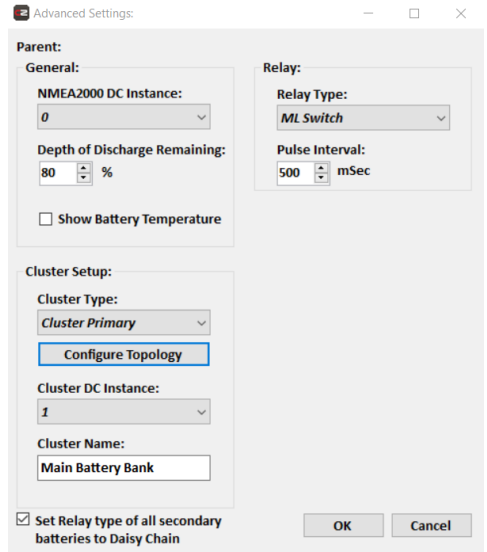 Advanced Settings:
Parent:
General:
NMEA2000 DC Instance:
0
Depth of Discharge Remaining:
80 %
Show Battery Temperature
Relay:
Relay Type:
ML Switch
Pulse Interval:
500 mSec
Cluster Setup:
Cluster Type:
Cluster Primary
Configure Topology
Cluster DC Instance:
1
Cluster Name:
Main Battery Bank
Set Relay type of all secondary
batteries to Daisy Chain
OK
Cancel